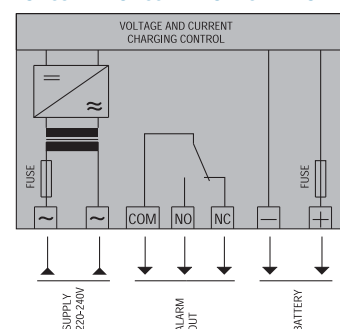 VOLTAGE AND CURRENT
CHARGING CONTROL
FUSE
FUSE
~
~
COM
NO
NC
—
+
SUPPLY
220-240V
ALARM
OUT
BATTERY